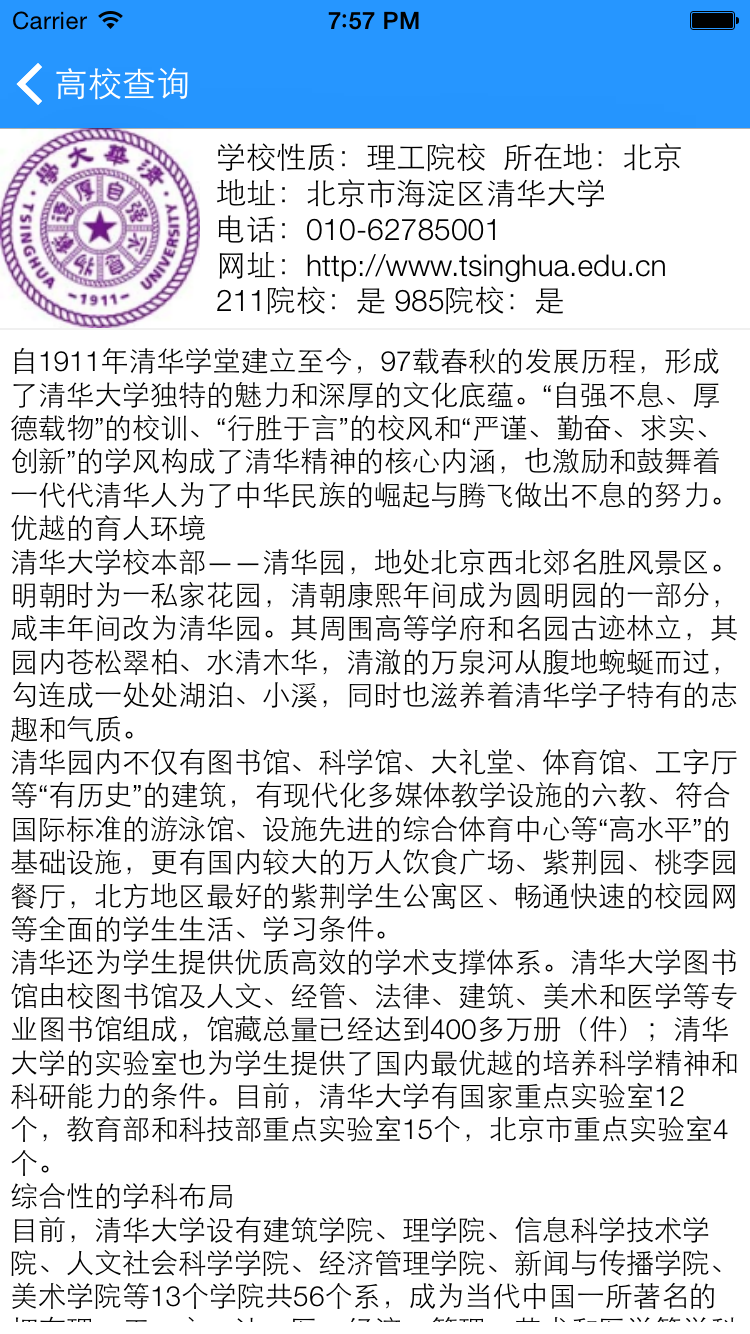 Carrier 7:57 PM
高校查询
學大華清
TSINGHUA UNIVERSITY
自强不息
厚
物
-1911-
学校性质：理工院校 所在地：北京
地址：北京市海淀区清华大学
电话：010-62785001
网址：http://www.tsinghua.edu.cn
211院校：是 985院校：是
自1911年清华学堂建立至今，97载春秋的发展历程，形成
了清华大学独特的魅力和深厚的文化底蕴。“自强不息、厚
德载物”的校训、“行胜于言”的校风和“严谨、勤奋、求实、
创新”的学风构成了清华精神的核心内涵，也激励和鼓舞着
一代代清华人为了中华民族的崛起与腾飞做出不息的努力。
优越的育人环境
清华大学校本部——清华园，地处北京西北郊名胜风景区。
明朝时为一私家花园，清朝康熙年间成为圆明园的一部分，
咸丰年间改为清华园。其周围高等学府和名园古迹林立，其
园内苍松翠柏、水清木华，清澈的万泉河从腹地蜿蜒而过，
勾连成一处处湖泊、小溪，同时也滋养着清华学子特有的志
趣和气质。
清华园内不仅有图书馆、科学馆、大礼堂、体育馆、工字厅
等“有历史”的建筑，有现代化多媒体教学设施的六教、符合
国际标准的游泳馆、设施先进的综合体育中心等“高水平”的
基础设施，更有国内较大的万人饮食广场、紫荆园、桃李园
餐厅，北方地区最好的紫荆学生公寓区、畅通快速的校园网
等全面的学生生活、学习条件。
清华还为学生提供优质高效的学术支撑体系。清华大学图书
馆由校图书馆及人文、经管、法律、建筑、美术和医学等专
业图书馆组成，馆藏总量已经达到400多万册（件）；清华
大学的实验室也为学生提供了国内最优越的培养科学精神和
科研能力的条件。目前，清华大学有国家重点实验室12
个，教育部和科技部重点实验室15个，北京市重点实验室4
个。
综合性的学科布局
目前，清华大学设有建筑学院、理学院、信息科学技术学
院、人文社会科学学院、经济管理学院、新闻与传播学院、
美术学院等13个学院共56个系，成为当代中国一所著名的